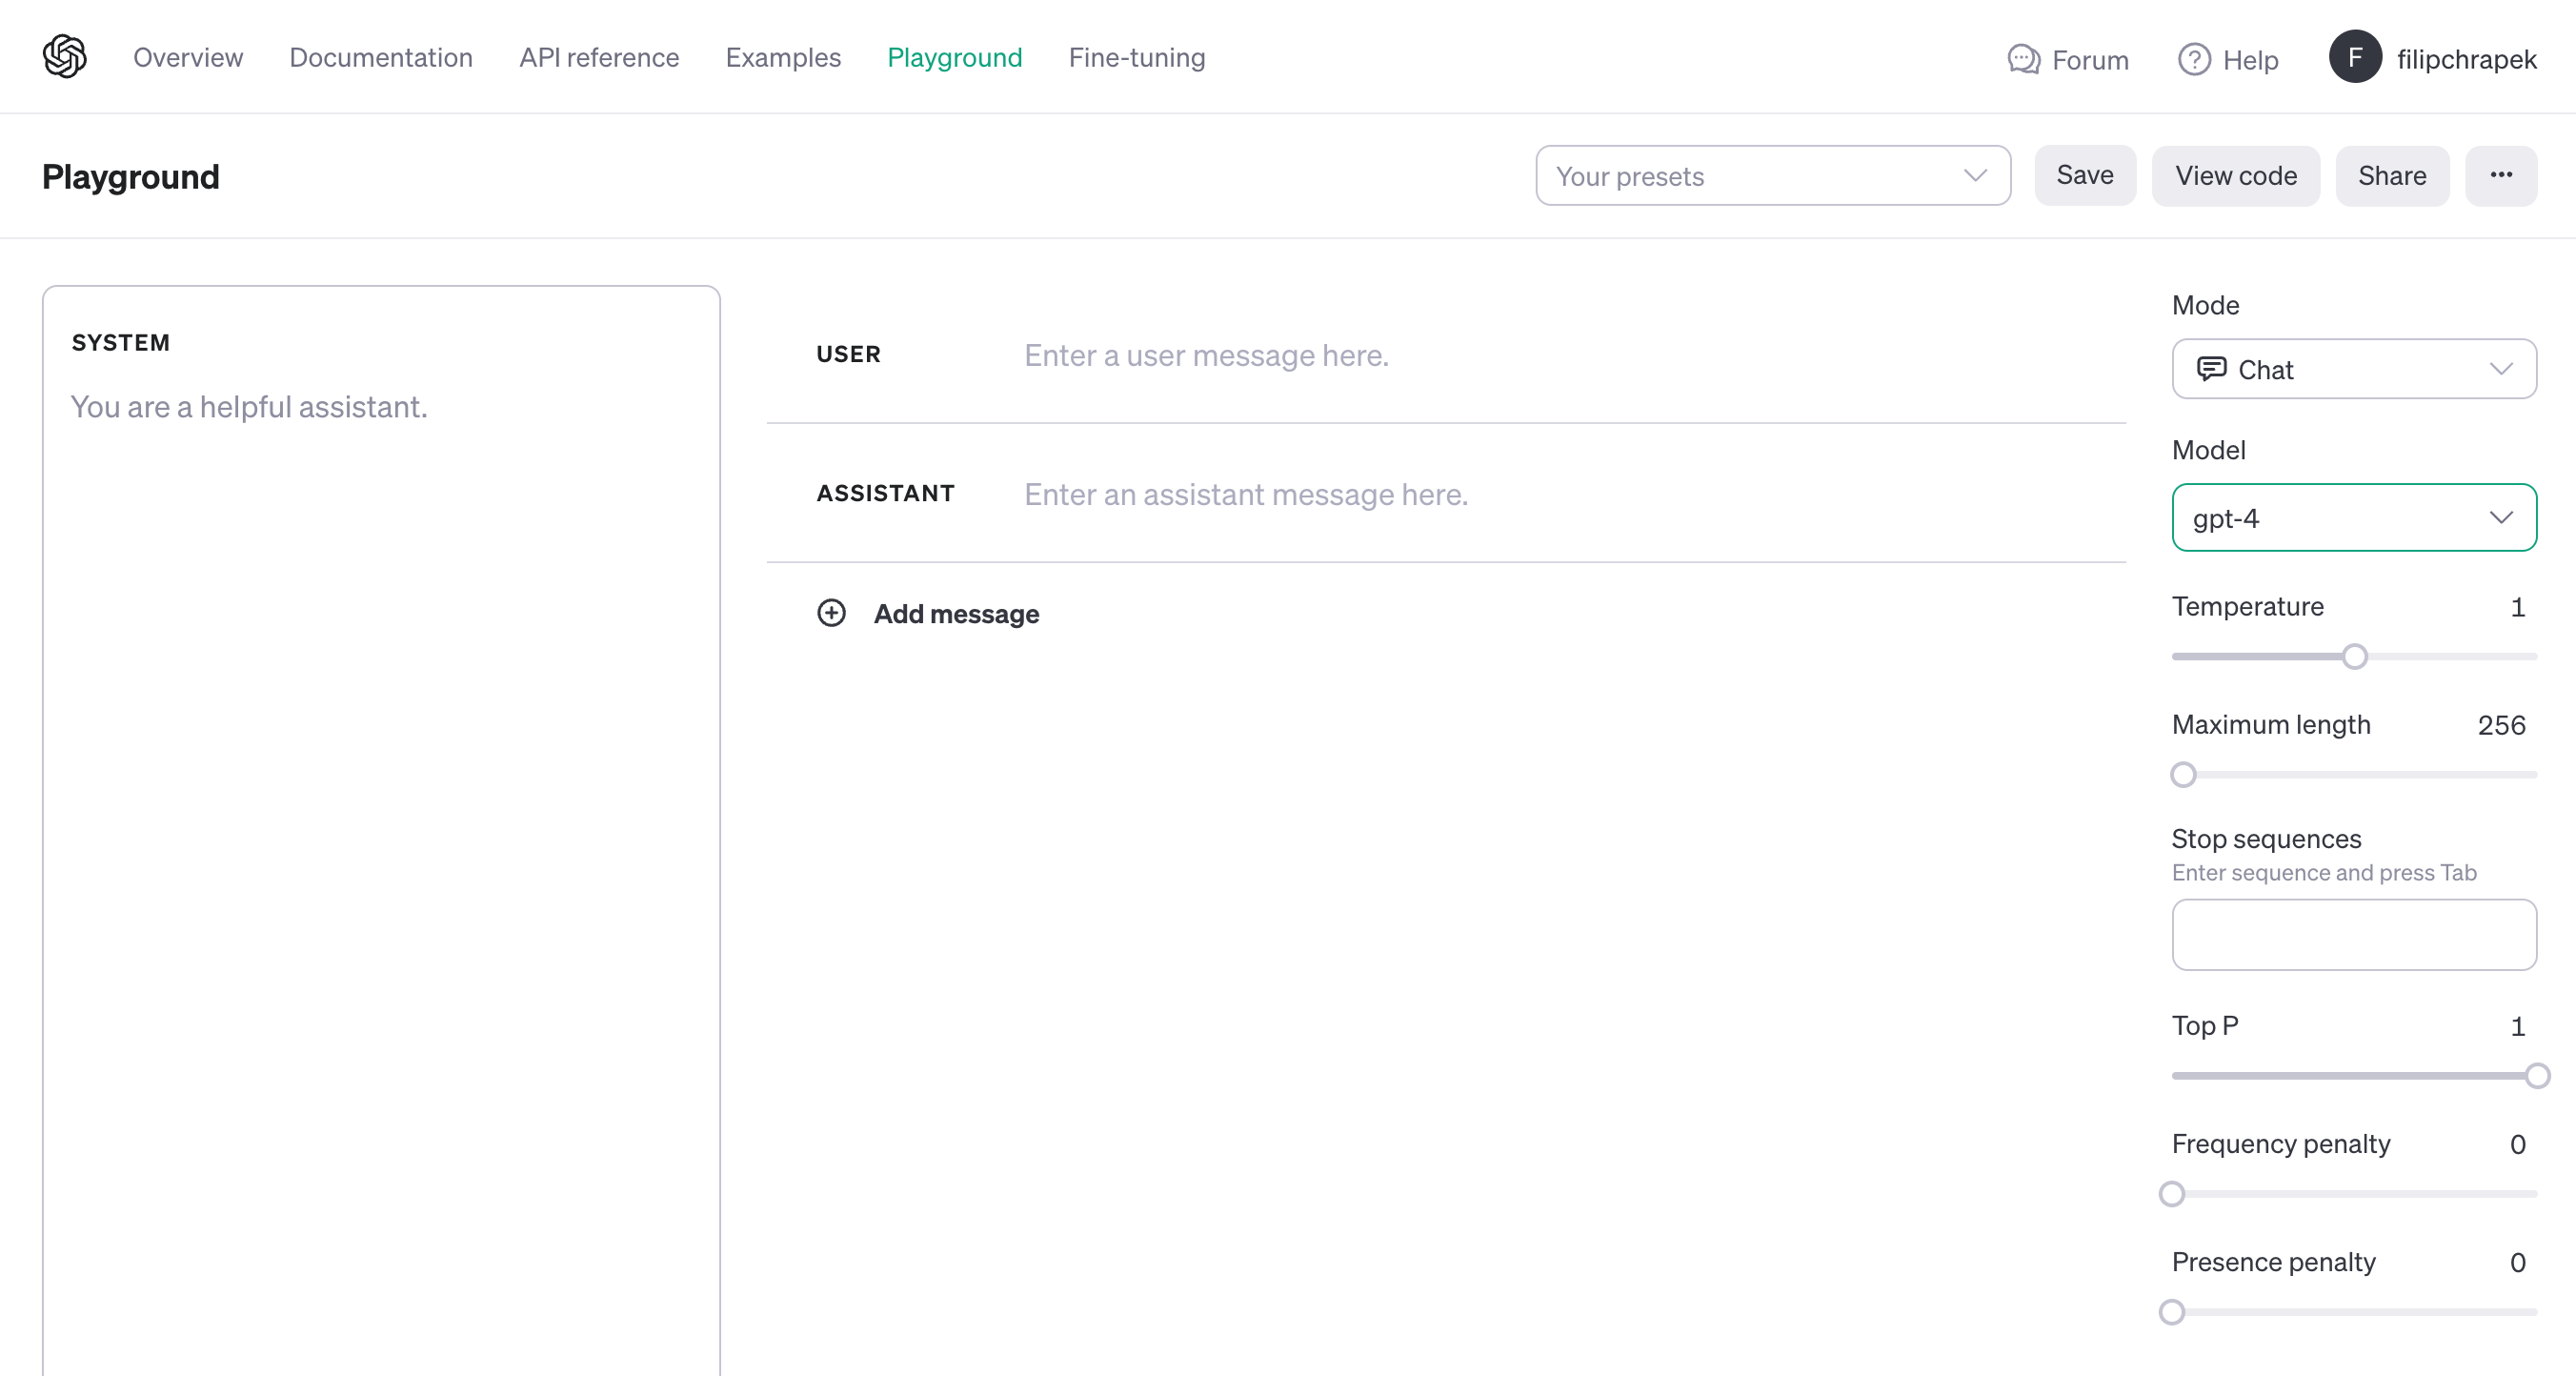 Overview Documentation API reference Examples Playground Fine-tuning Forum Help F filipchrapek
Playground Your presets Save View code Share ...
SYSTEM
You are a helpful assistant.
USER Enter a user message here.
ASSISTANT Enter an assistant message here.
Add message
Mode
Chat
Model
gpt-4
Temperature 1
Maximum length 256
Stop sequences
Enter sequence and press Tab
Top P 1
Frequency penalty 0
Presence penalty 0